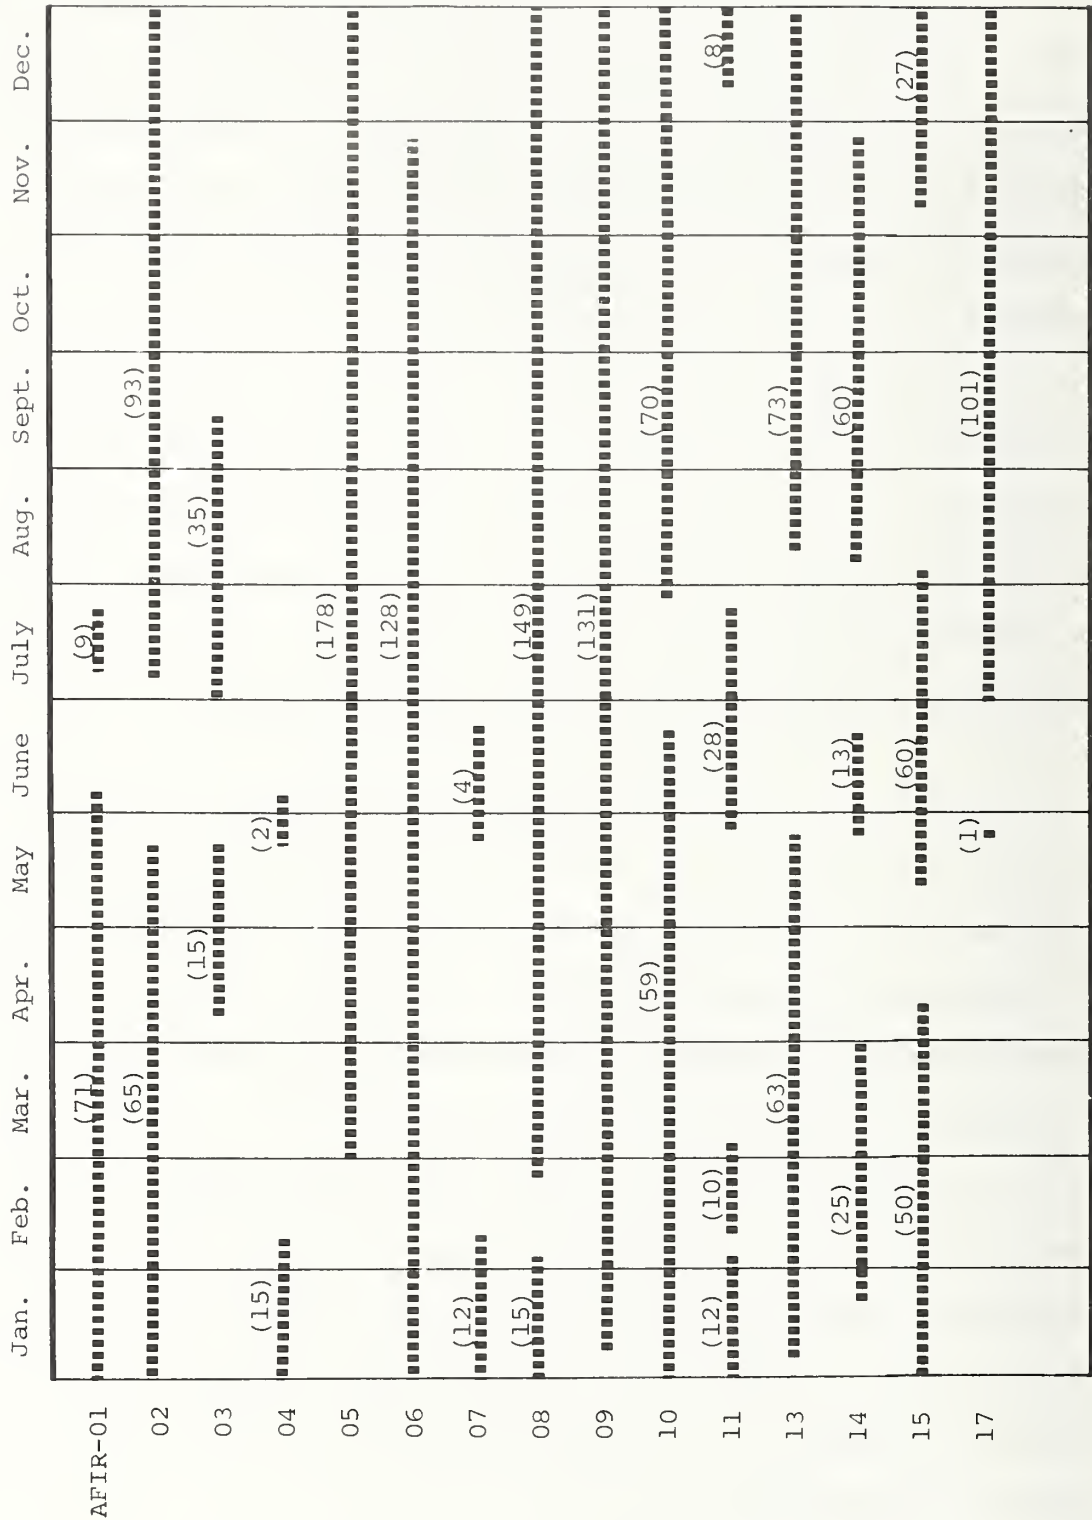 Jan. Feb. Mar. Apr. May June July Aug. Sept. Oct. Nov. Dec.
AFIR-01 (71) (9)
02 (65) (93)
03 (15) (35)
04 (15) (2)
05 (178)
06 (128)
07 (12) (4)
08 (15) (149)
09 (131)
10 (59) (70)
11 (12) (10) (28) (8)
13 (63) (73)
14 (25) (13) (60)
15 (50) (60) (27)
17 (1) (101)